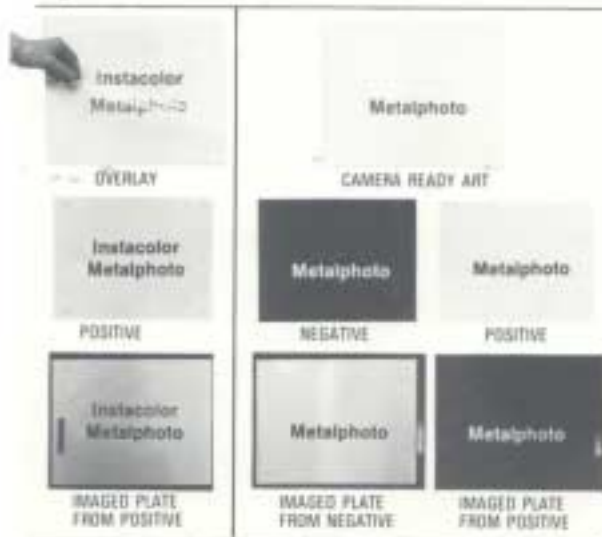 Instacolor
Metalphoto
OVERLAY
Metalphoto
CAMERA READY ART
Instacolor
Metalphoto
POSITIVE
Metalphoto
NEGATIVE
Metalphoto
POSITIVE
Instacolor
Metalphoto
IMAGED PLATE
FROM POSITIVE
Metalphoto
IMAGED PLATE
FROM NEGATIVE
Metalphoto
IMAGED PLATE
FROM POSITIVE